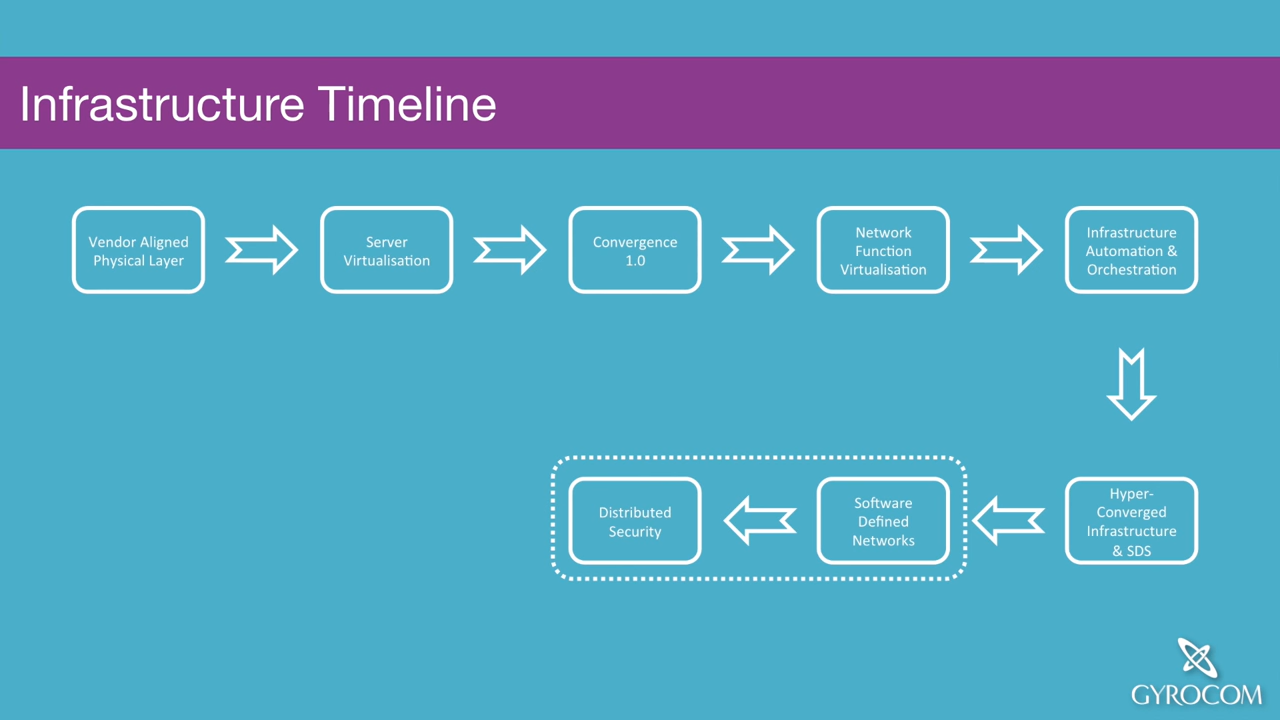 Infrastructure Timeline
Vendor Aligned
Physical Layer
Server
Virtualisation
Convergence
1.0
Network
Function
Virtualisation
Infrastructure
Automation &
Orchestration
Hyper-
Converged
Infrastructure
& SDS
Software
Defined
Networks
Distributed
Security
GYROCOM